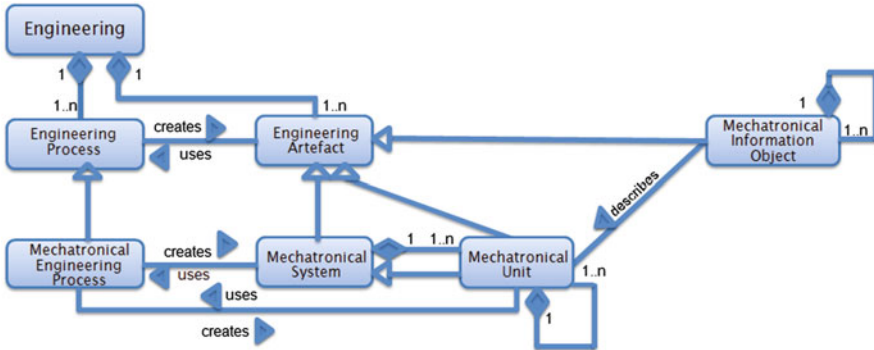 Engineering
1
1
1..n
1..n
1
1..n
Engineering
Process
creates
uses
Engineering
Artefact
Mechatronical
Information
Object
describes
Mechatronical
Engineering
Process
creates
uses
Mechatronical
System
1
1..n
Mechatronical
Unit
1..n
1
uses
creates